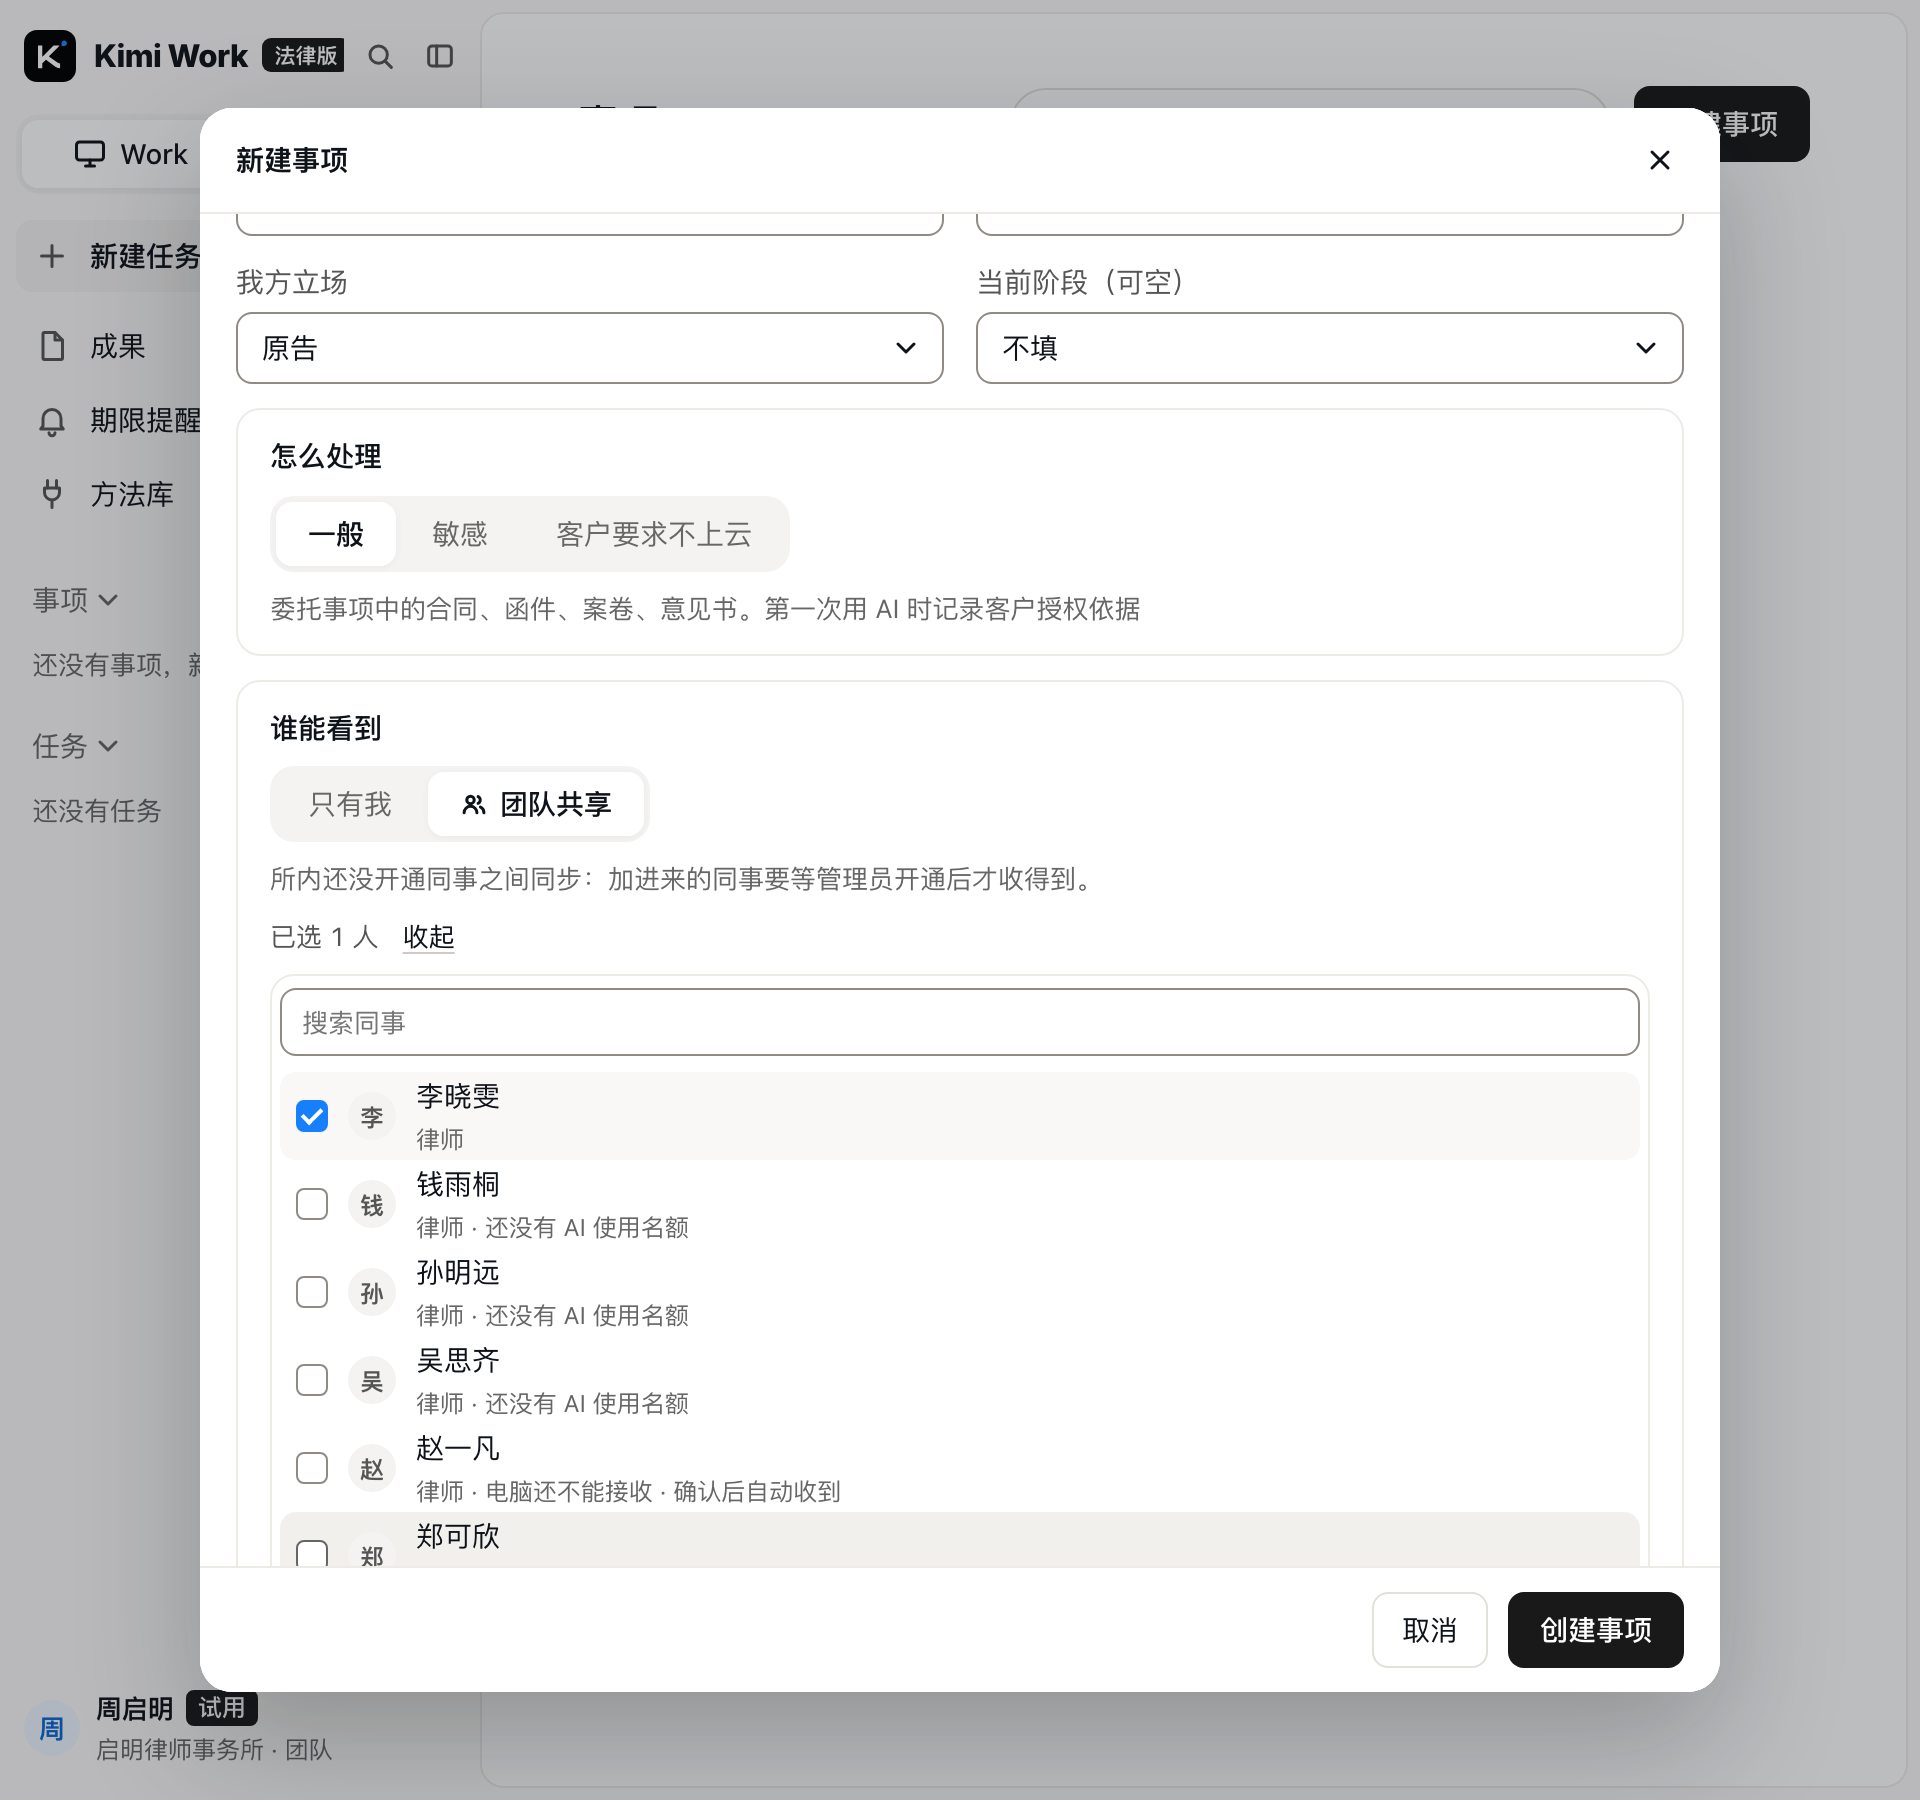 Kimi Work 法律版
Work
新建任务
成果
期限提醒
方法库
事项
还没有事项，
任务
还没有任务
周
周启明 试用
启明律师事务所 · 团队
建事项
新建事项
我方立场
当前阶段（可空）
原告
不填
怎么处理
一般 敏感 客户要求不上云
委托事项中的合同、函件、案卷、意见书。第一次用 AI 时记录客户授权依据
谁能看到
只有我 团队共享
所内还没开通同事之间同步：加进来的同事要等管理员开通后才收得到。
已选 1 人 收起
搜索同事
李 李晓雯
律师
钱 钱雨桐
律师 · 还没有 AI 使用名额
孙 孙明远
律师 · 还没有 AI 使用名额
吴 吴思齐
律师 · 还没有 AI 使用名额
赵 赵一凡
律师 · 电脑还不能接收 · 确认后自动收到
郑 郑可欣
取消 创建事项